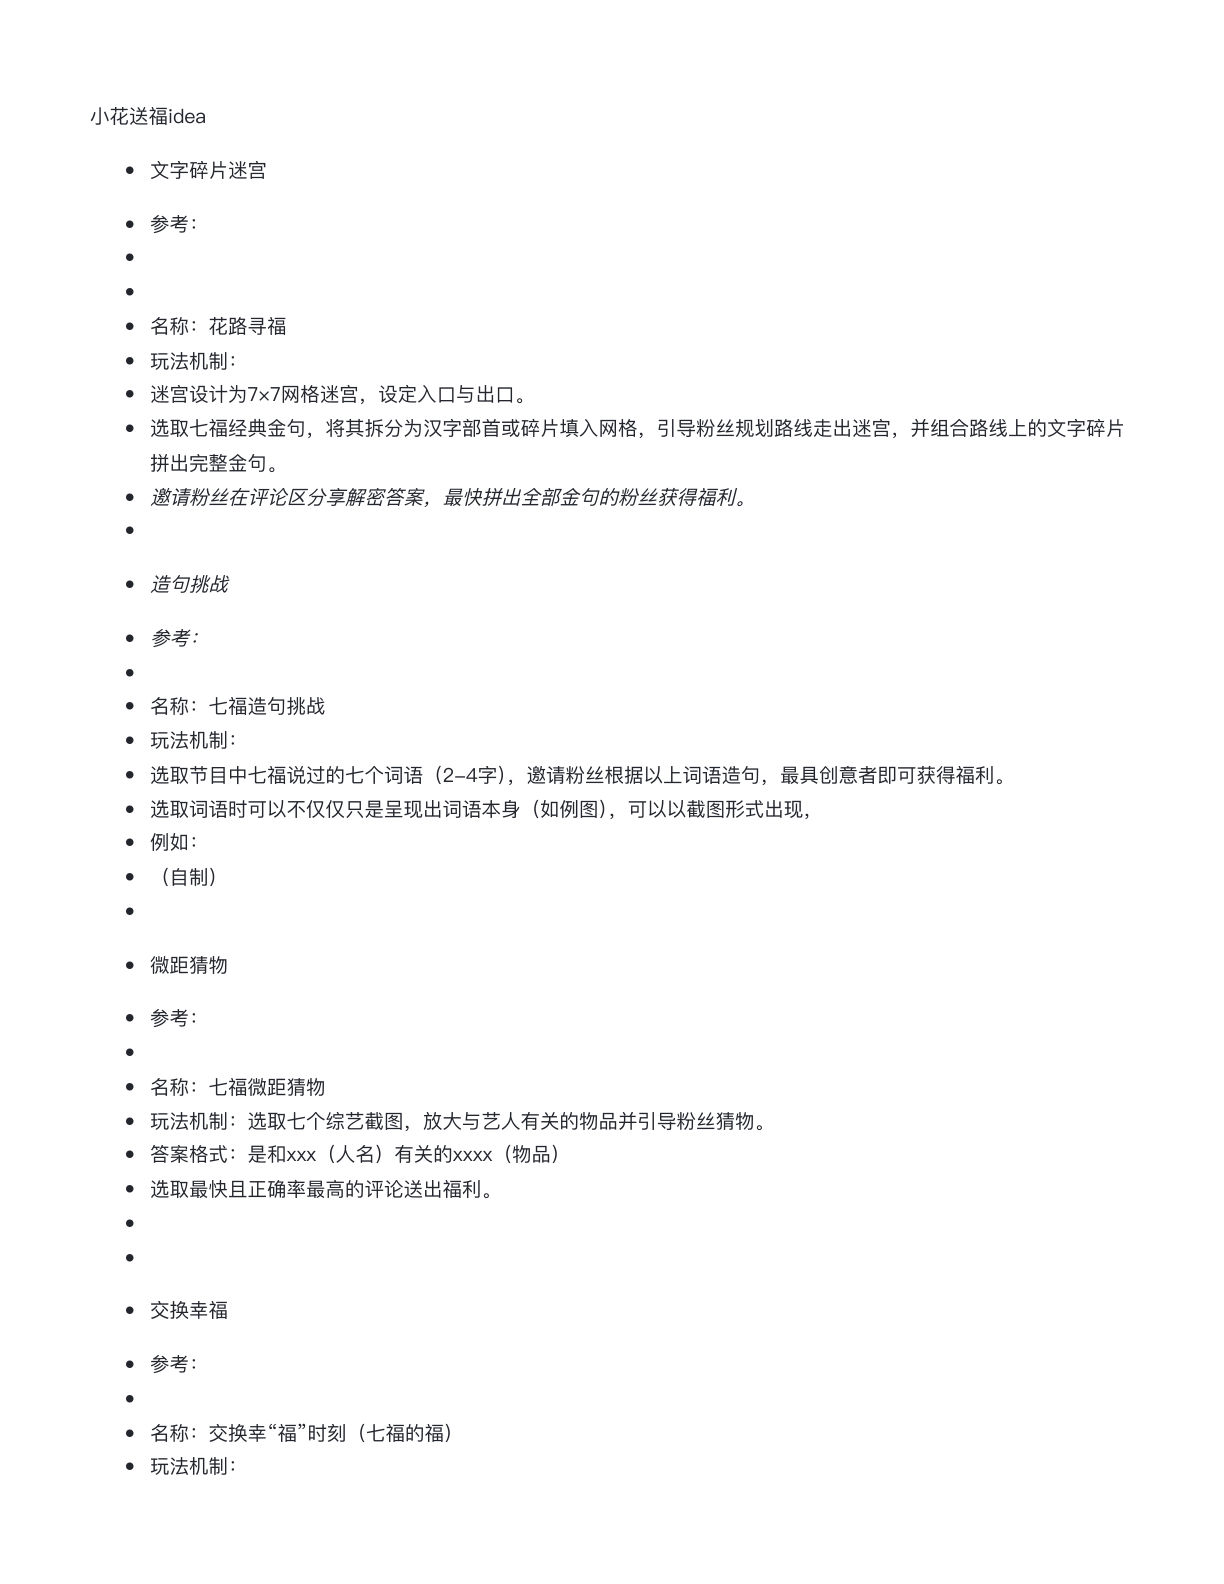 小花送福idea
• 文字碎片迷宫
• 参考：
•
•
• 名称：花路寻福
• 玩法机制：
• 迷宫设计为7×7网格迷宫，设定入口与出口。
• 选取七福经典金句，将其拆分为汉字部首或碎片填入网格，引导粉丝规划路线走出迷宫，并组合路线上的文字碎片
拼出完整金句。
• 邀请粉丝在评论区分享解密答案，最快拼出全部金句的粉丝获得福利。
•
• 造句挑战
• 参考：
•
• 名称：七福造句挑战
• 玩法机制：
• 选取节目中七福说过的七个词语（2–4字），邀请粉丝根据以上词语造句，最具创意者即可获得福利。
• 选取词语时可以不仅仅只是呈现出词语本身（如例图），可以以截图形式出现，
• 例如：
• （自制）
•
• 微距猜物
• 参考：
•
• 名称：七福微距猜物
• 玩法机制：选取七个综艺截图，放大与艺人有关的物品并引导粉丝猜物。
• 答案格式：是和xxx（人名）有关的xxxx（物品）
• 选取最快且正确率最高的评论送出福利。
•
•
• 交换幸福
• 参考：
•
• 名称：交换幸“福”时刻（七福的福）
• 玩法机制：